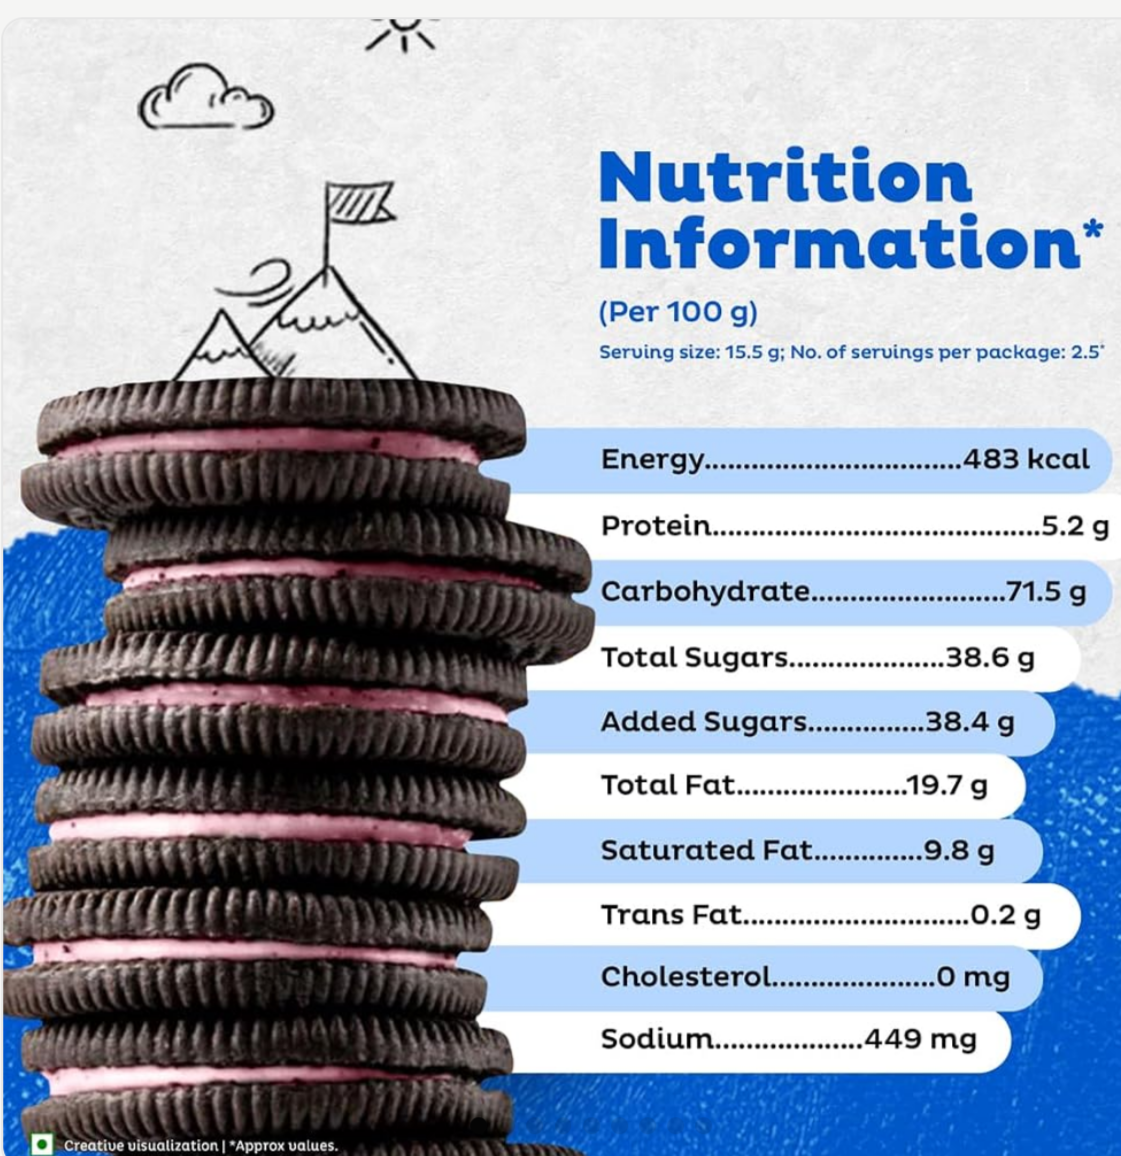 Nutrition
Information*
(Per 100 g)
Serving size: 15.5 g; No. of servings per package: 2.5*
Energy.................................483 kcal
Protein..........................................5.2 g
Carbohydrate.........................71.5 g
Total Sugars....................38.6 g
Added Sugars...............38.4 g
Total Fat......................19.7 g
Saturated Fat..............9.8 g
Trans Fat.............................0.2 g
Cholesterol.....................0 mg
Sodium...................449 mg
Creative visualization | *Approx values.